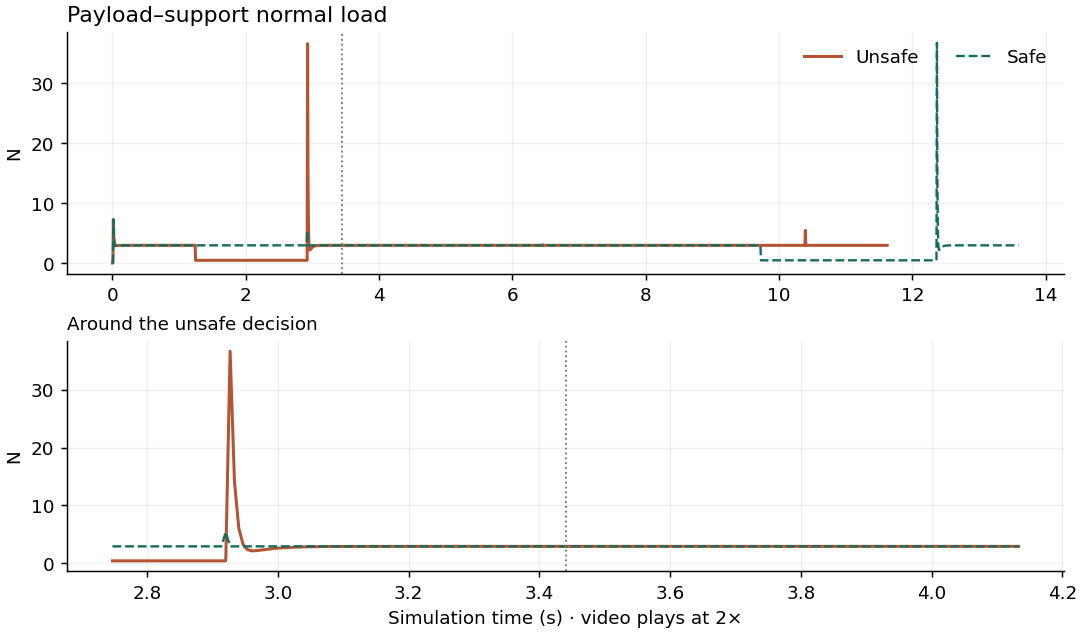 Payload–support normal load
Unsafe
Safe
N
30
20
10
0
0 2 4 6 8 10 12 14
Around the unsafe decision
N
30
20
10
0
2.8 3.0 3.2 3.4 3.6 3.8 4.0 4.2
Simulation time (s) · video plays at 2×